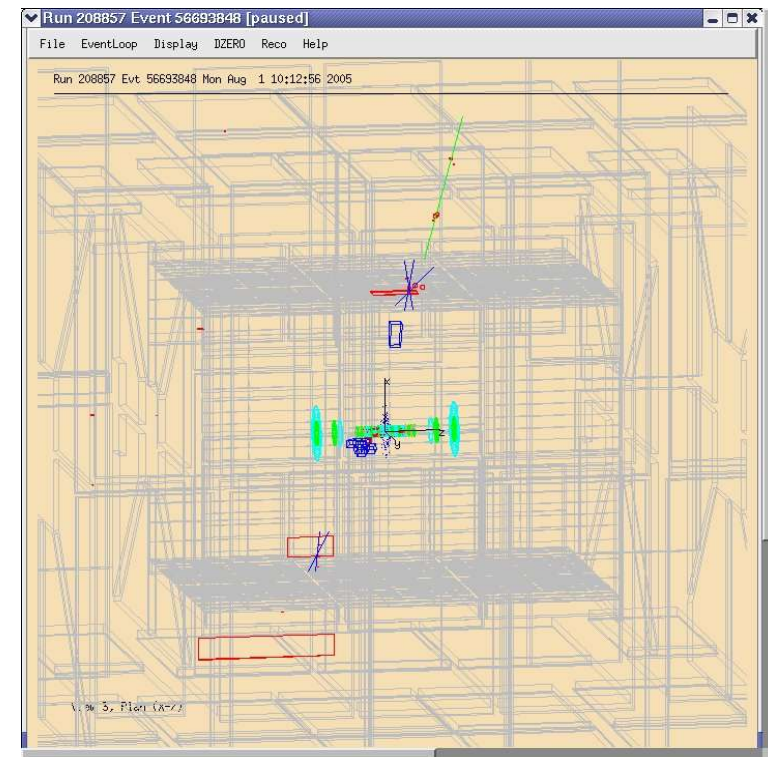 Run 208857 Event 56693848 [paused]
File EventLoop Display DZERO Reco Help
Run 208857 Evt 56693848 Mon Aug 1 10:12:56 2005
x
z
y
3, Plan (x-z)